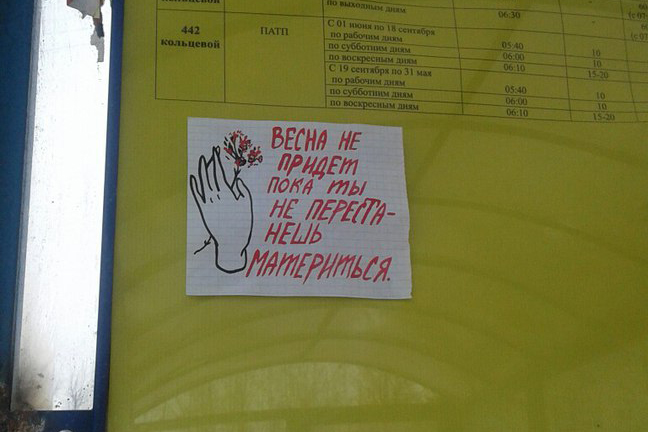 по выходным дням
06:30
442 кольцевой
ПАТП
С 01 июня по 18 сентября
по рабочим дням
05:40
10
по субботним дням
06:00
10
по воскресным дням
06:10
15-20
С 19 сентября по 31 мая
по рабочим дням
05:40
10
по субботним дням
06:00
10
по воскресным дням
06:10
15-20
ВЕСНА НЕ
ПРИДЕТ
ПОКА ТЫ
НЕ ПЕРЕСТА-
НЕШЬ
МАТЕРИТЬСЯ.